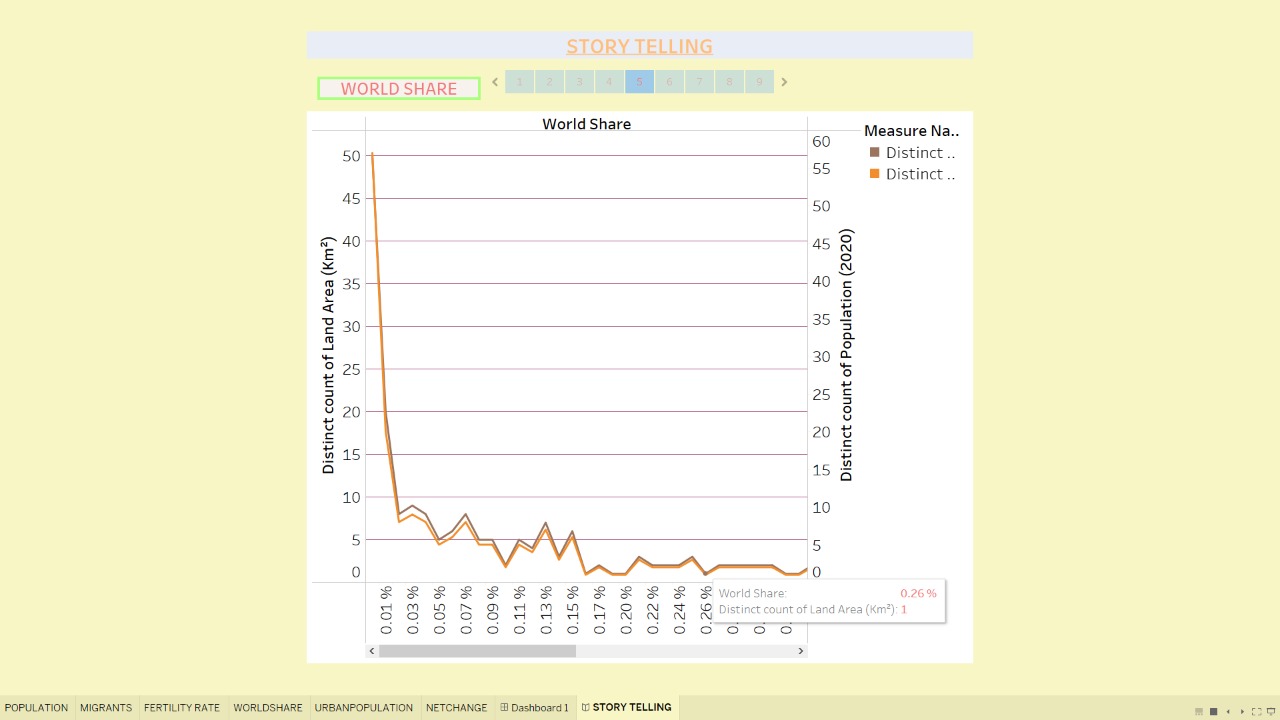 STORY TELLING
WORLD SHARE
1 2 3 4 5 6 7 8 9
World Share
Distinct count of Land Area (Km²)
50
45
40
35
30
25
20
15
10
5
0
60
55
50
45
40
35
30
25
20
15
10
5
0
Distinct count of Population (2020)
Measure Na..
Distinct ..
Distinct ..
0.01 % 0.03 % 0.05 % 0.07 % 0.09 % 0.11 % 0.13 % 0.15 % 0.17 % 0.20 % 0.22 % 0.24 % 0.26 %
World Share: 0.26 %
Distinct count of Land Area (Km²): 1
POPULATION MIGRANTS FERTILITY RATE WORLDSHARE URBANPOPULATION NETCHANGE Dashboard 1 STORY TELLING